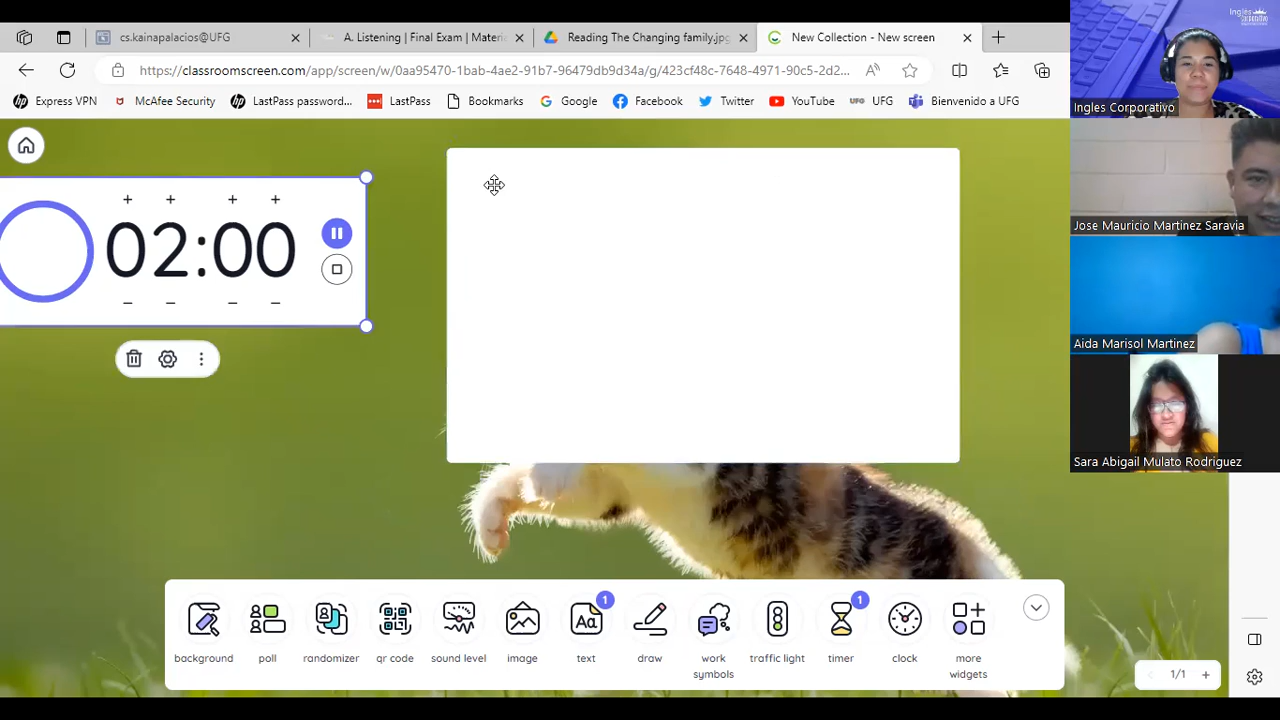 cs.kainapalacios@UFG
A. Listening | Final Exam | Materi
Reading The Changing family.jpg
New Collection - New screen
https://classroomscreen.com/app/screen/w/0aa95470-1bab-4ae2-91b7-96479db9d34a/g/423cf48c-7648-4971-90c5-2d2...
Express VPN
McAfee Security
LastPass password...
LastPass
Bookmarks
Google
Facebook
Twitter
YouTube
UFG
Bienvenido a UFG
02:00
background
poll
randomizer
qr code
sound level
image
text
draw
work symbols
traffic light
timer
clock
more widgets
1
1
1/1
Ingles Corporativo
Ingles Corporativo
Jose Mauricio Martinez Saravia
Aida Marisol Martinez
Sara Abigail Mulato Rodriguez